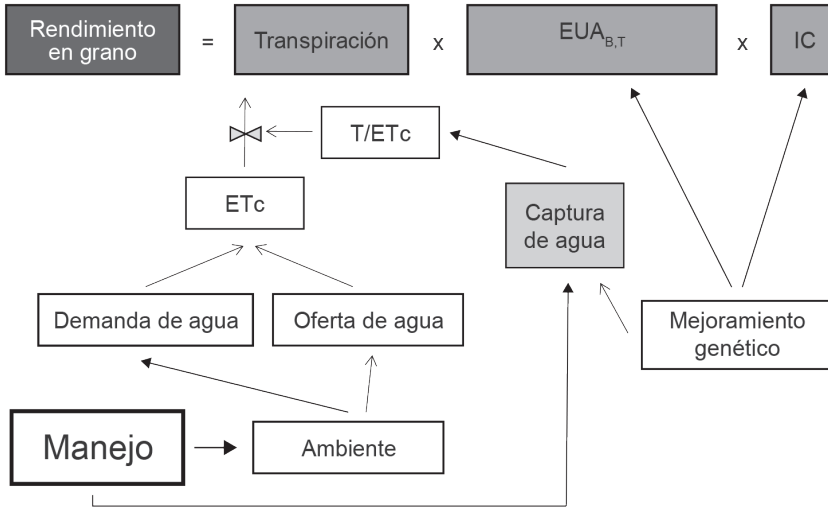 Rendimiento
en grano
=
Transpiración
x
EUA B,T
x
IC
T/ETc
ETc
Captura
de agua
Demanda de agua
Oferta de agua
Mejoramiento
genético
Manejo
Ambiente